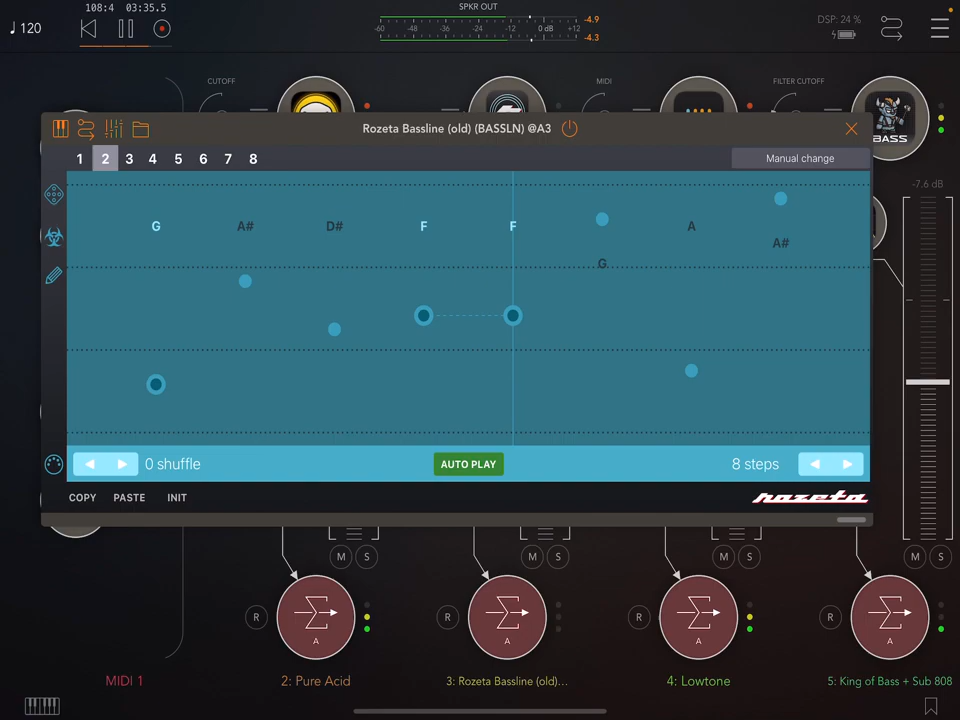 108:4 03:35.5
♩ 120
SPKR OUT
-60 -48 -36 -24 -12 0 dB +12
-4.9
-4.3
DSP: 24 %
CUTOFF
MIDI
FILTER CUTOFF
BASS
Rozeta Bassline (old) (BASSLN) @A3
1 2 3 4 5 6 7 8
Manual change
-7.6 dB
G A# D# F F A
A#
G
0 shuffle
AUTO PLAY
8 steps
COPY PASTE INIT
rozeta
M S M S M S M S
R R R R
A A A A
MIDI 1
2: Pure Acid
3: Rozeta Bassline (old)...
4: Lowtone
5: King of Bass + Sub 808